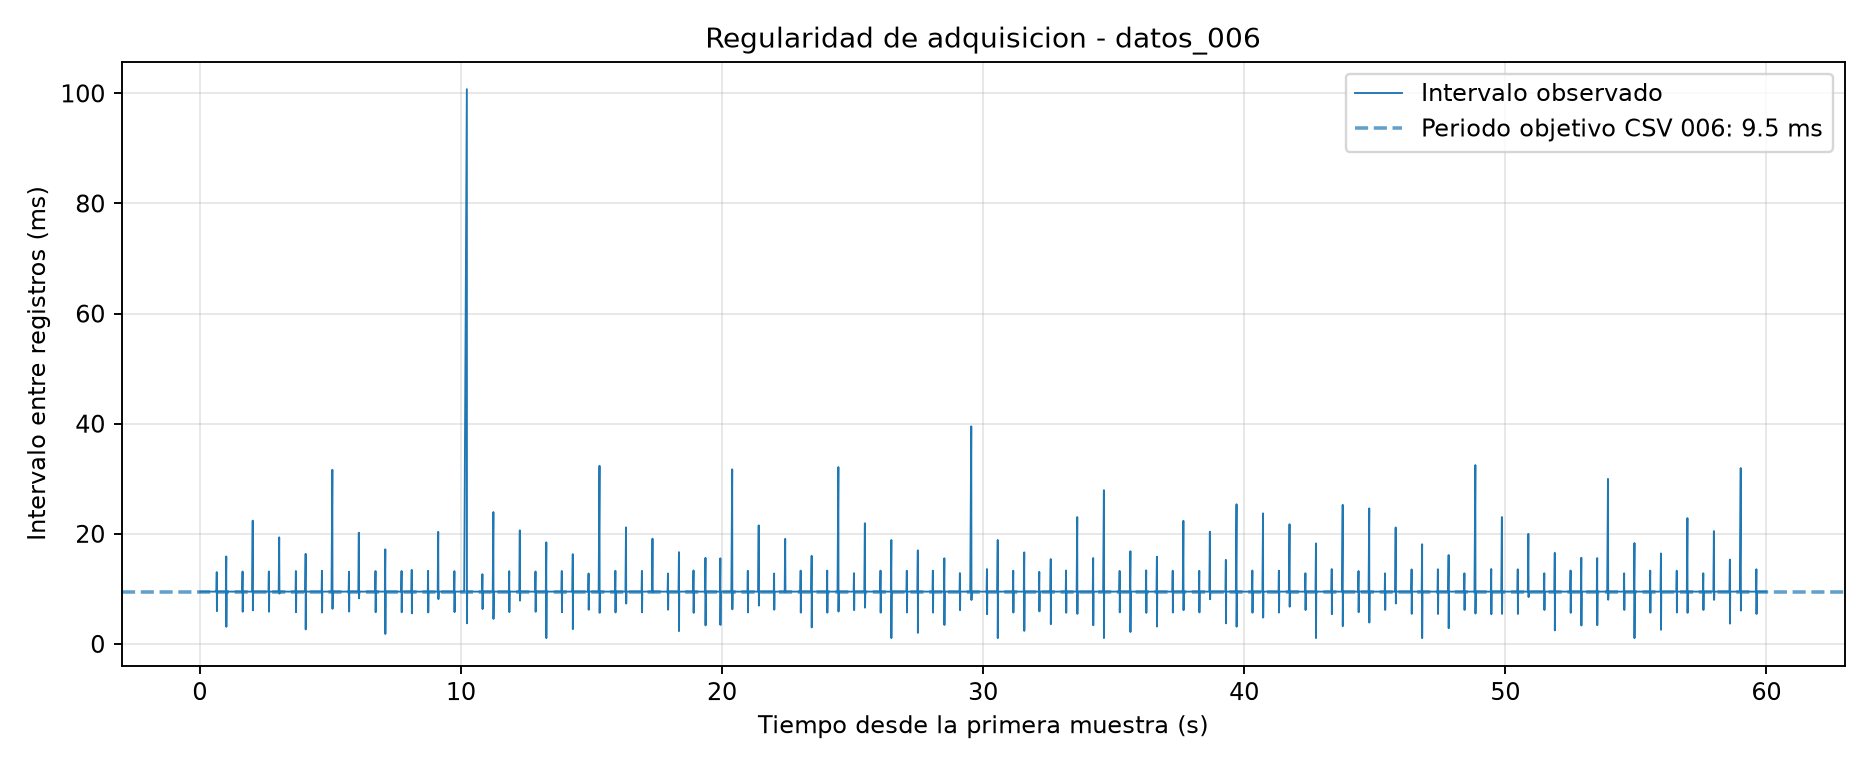 Regularidad de adquisicion - datos_006
Intervalo observado
Periodo objetivo CSV 006: 9.5 ms
Intervalo entre registros (ms)
100
80
60
40
20
0
0 10 20 30 40 50 60
Tiempo desde la primera muestra (s)